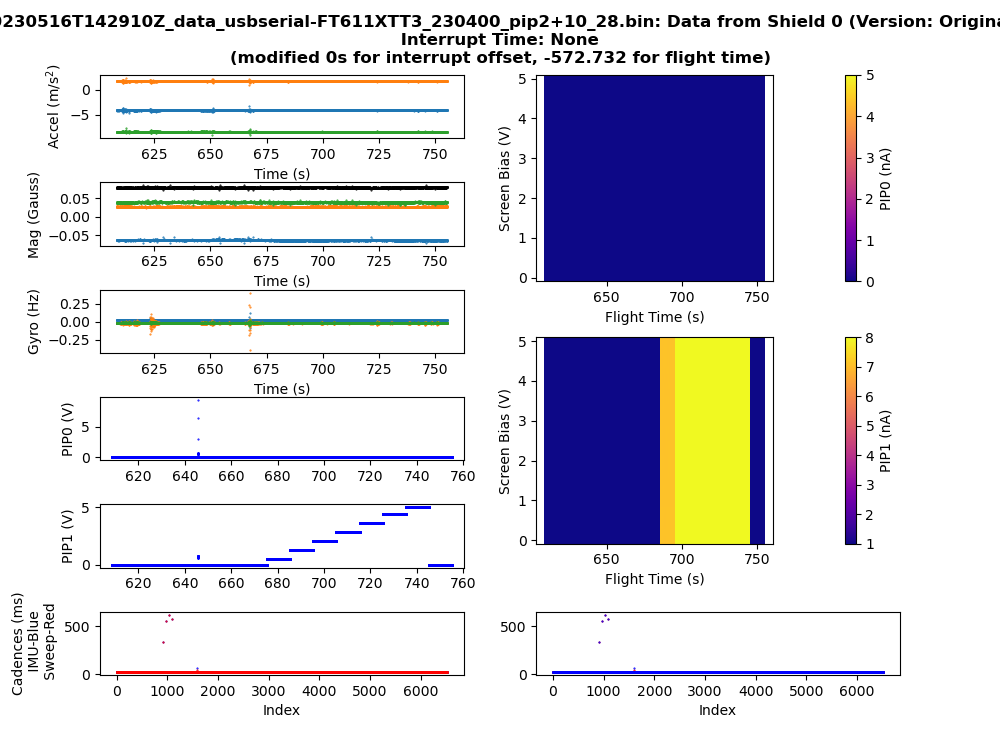 0230516T142910Z_data_usbserial-FT611XTT3_230400_pip2+10_28.bin: Data from Shield 0 (Version: Origina
Interrupt Time: None
(modified 0s for interrupt offset, -572.732 for flight time)
Accel (m/s²)
0
−5
625 650 675 700 725 750
Time (s)
Mag (Gauss)
0.05
0.00
−0.05
625 650 675 700 725 750
Time (s)
Gyro (Hz)
0.25
0.00
−0.25
625 650 675 700 725 750
Time (s)
PIP0 (V)
5
0
620 640 660 680 700 720 740 760
PIP1 (V)
5
0
620 640 660 680 700 720 740 760
Cadences (ms)
IMU-Blue
Sweep-Red
500
0
0 1000 2000 3000 4000 5000 6000
Index
Screen Bias (V)
5
4
3
2
1
0
650 700 750
Flight Time (s)
5
4
3
2
1
0
PIP0 (nA)
Screen Bias (V)
5
4
3
2
1
0
650 700 750
Flight Time (s)
8
7
6
5
4
3
2
1
PIP1 (nA)
500
0
0 1000 2000 3000 4000 5000 6000
Index